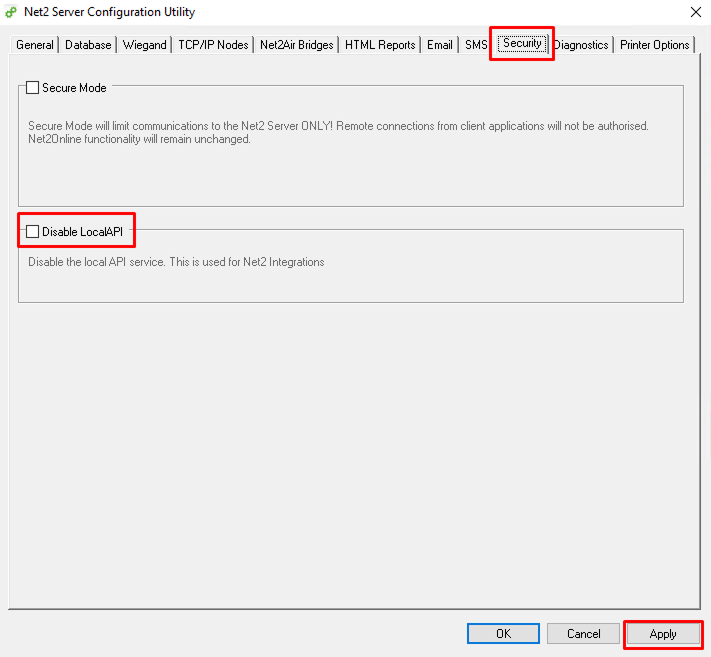 Net2 Server Configuration Utility
General Database Wiegand TCP/IP Nodes Net2Air Bridges HTML Reports Email SMS Security Diagnostics Printer Options
Secure Mode
Secure Mode will limit communications to the Net2 Server ONLY! Remote connections from client applications will not be authorised.
Net2Online functionality will remain unchanged.
Disable LocalAPI
Disable the local API service. This is used for Net2 Integrations
OK Cancel Apply